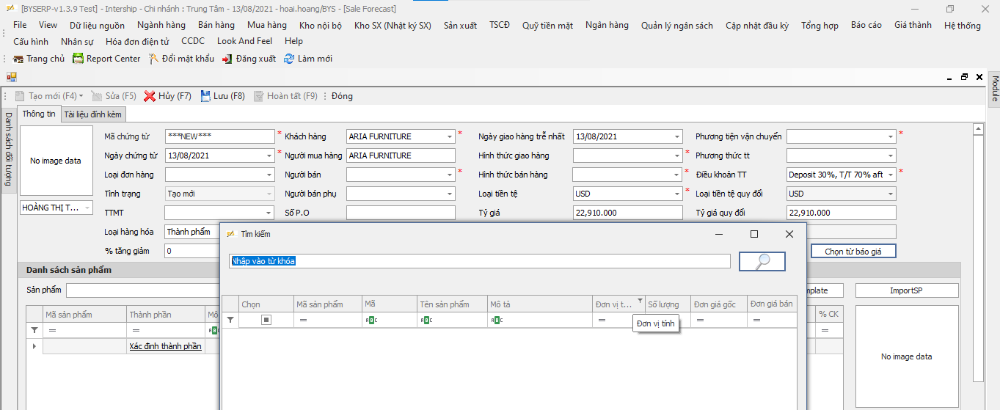 [BYSERP-v1.3.9 Test] - Intership - Chi nhánh : Trung Tâm - 13/08/2021 - hoai.hoang/BYS - [Sale Forecast]
File View Dữ liệu nguồn Ngành hàng Bán hàng Mua hàng Kho nội bộ Kho SX (Nhật ký SX) Sản xuất TSCĐ Quỹ tiền mặt Ngân hàng Quản lý ngân sách Cập nhật đầu kỳ Tổng hợp Báo cáo Giá thành Hệ thống
Cấu hình Nhân sự Hóa đơn điện tử CCDC Look And Feel Help
Trang chủ Report Center Đổi mật khẩu Đăng xuất Làm mới
Module
Tạo mới (F4) Sửa (F5) Hủy (F7) Lưu (F8) Hoàn tất (F9) Đóng
Danh sách đối tượng
Thông tin Tài liệu đính kèm
No image data
HOÀNG THỊ T...
Mã chứng từ ***NEW*** * Khách hàng ARIA FURNITURE * Ngày giao hàng trễ nhất 13/08/2021 Phương tiện vận chuyển *
Ngày chứng từ 13/08/2021 * Người mua hàng ARIA FURNITURE Hình thức giao hàng * Phương thức tt
Loại đơn hàng Người bán * Hình thức bán hàng * Điều khoản TT Deposit 30%, T/T 70% aft *
Tình trạng Tạo mới Người bán phụ Loại tiền tệ USD * Loại tiền tệ quy đổi USD
TTMT Số P.O Tỷ giá 22,910.000 Tỷ giá quy đổi 22,910.000
Loại hàng hóa Thành phẩm
% tăng giảm 0 Chọn từ báo giá
Danh sách sản phẩm
Sản phẩm mplate ImportSP
Mã sản phẩm Thành phần Mô % CK
= = ABC =
Xác đinh thành phần
No image data
Tìm kiếm
Nhập vào từ khóa
Chọn Mã sản phẩm Mã Tên sản phẩm Mô tả Đơn vị t... Số lượng Đơn giá gốc Đơn giá bán
= ABC ABC ABC = = =
Đơn vị tính